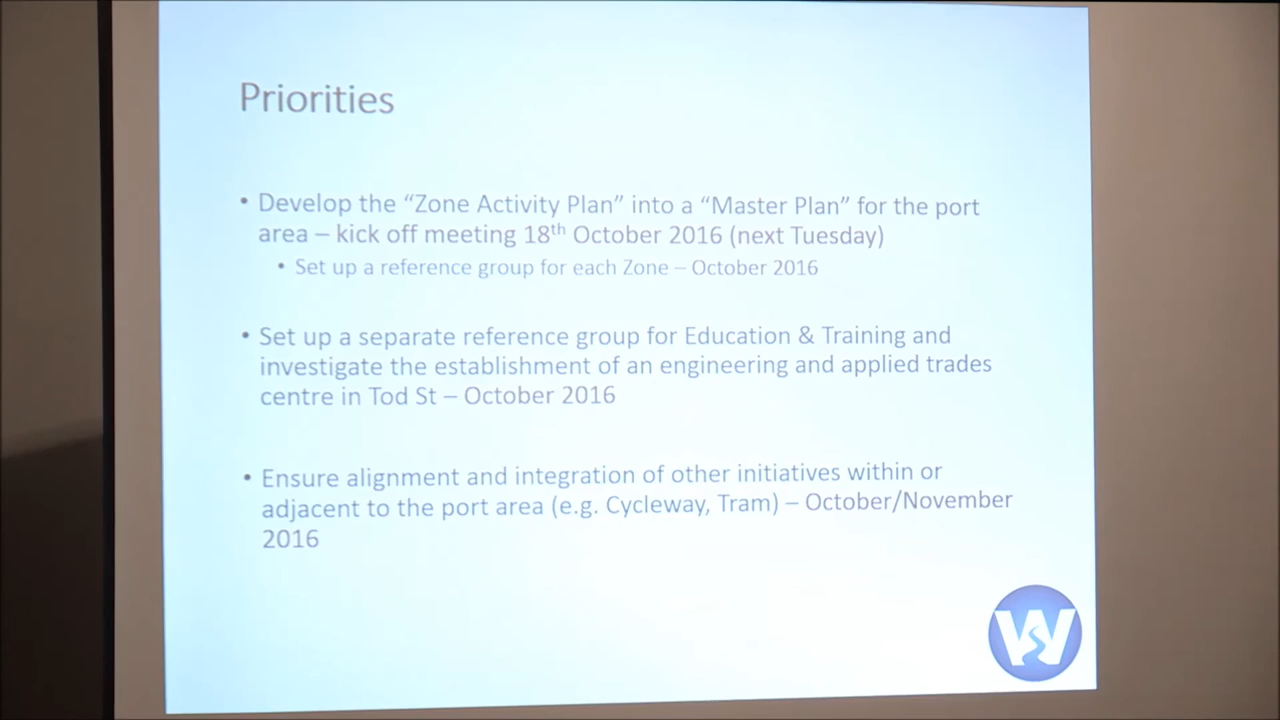 Priorities
• Develop the “Zone Activity Plan” into a “Master Plan” for the port
area – kick off meeting 18th October 2016 (next Tuesday)
• Set up a reference group for each Zone – October 2016
• Set up a separate reference group for Education & Training and
investigate the establishment of an engineering and applied trades
centre in Tod St – October 2016
• Ensure alignment and integration of other initiatives within or
adjacent to the port area (e.g. Cycleway, Tram) – October/November
2016
W